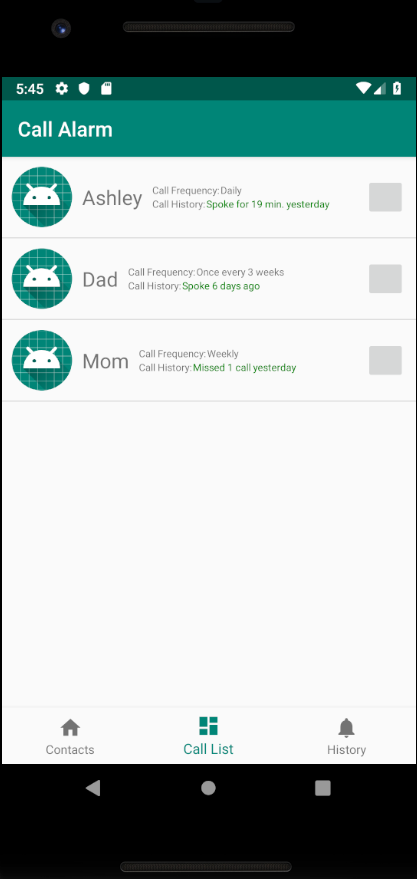 5:45
Call Alarm
Ashley
Call Frequency:Daily
Call History:Spoke for 19 min. yesterday
Dad
Call Frequency:Once every 3 weeks
Call History:Spoke 6 days ago
Mom
Call Frequency:Weekly
Call History:Missed 1 call yesterday
Contacts
Call List
History